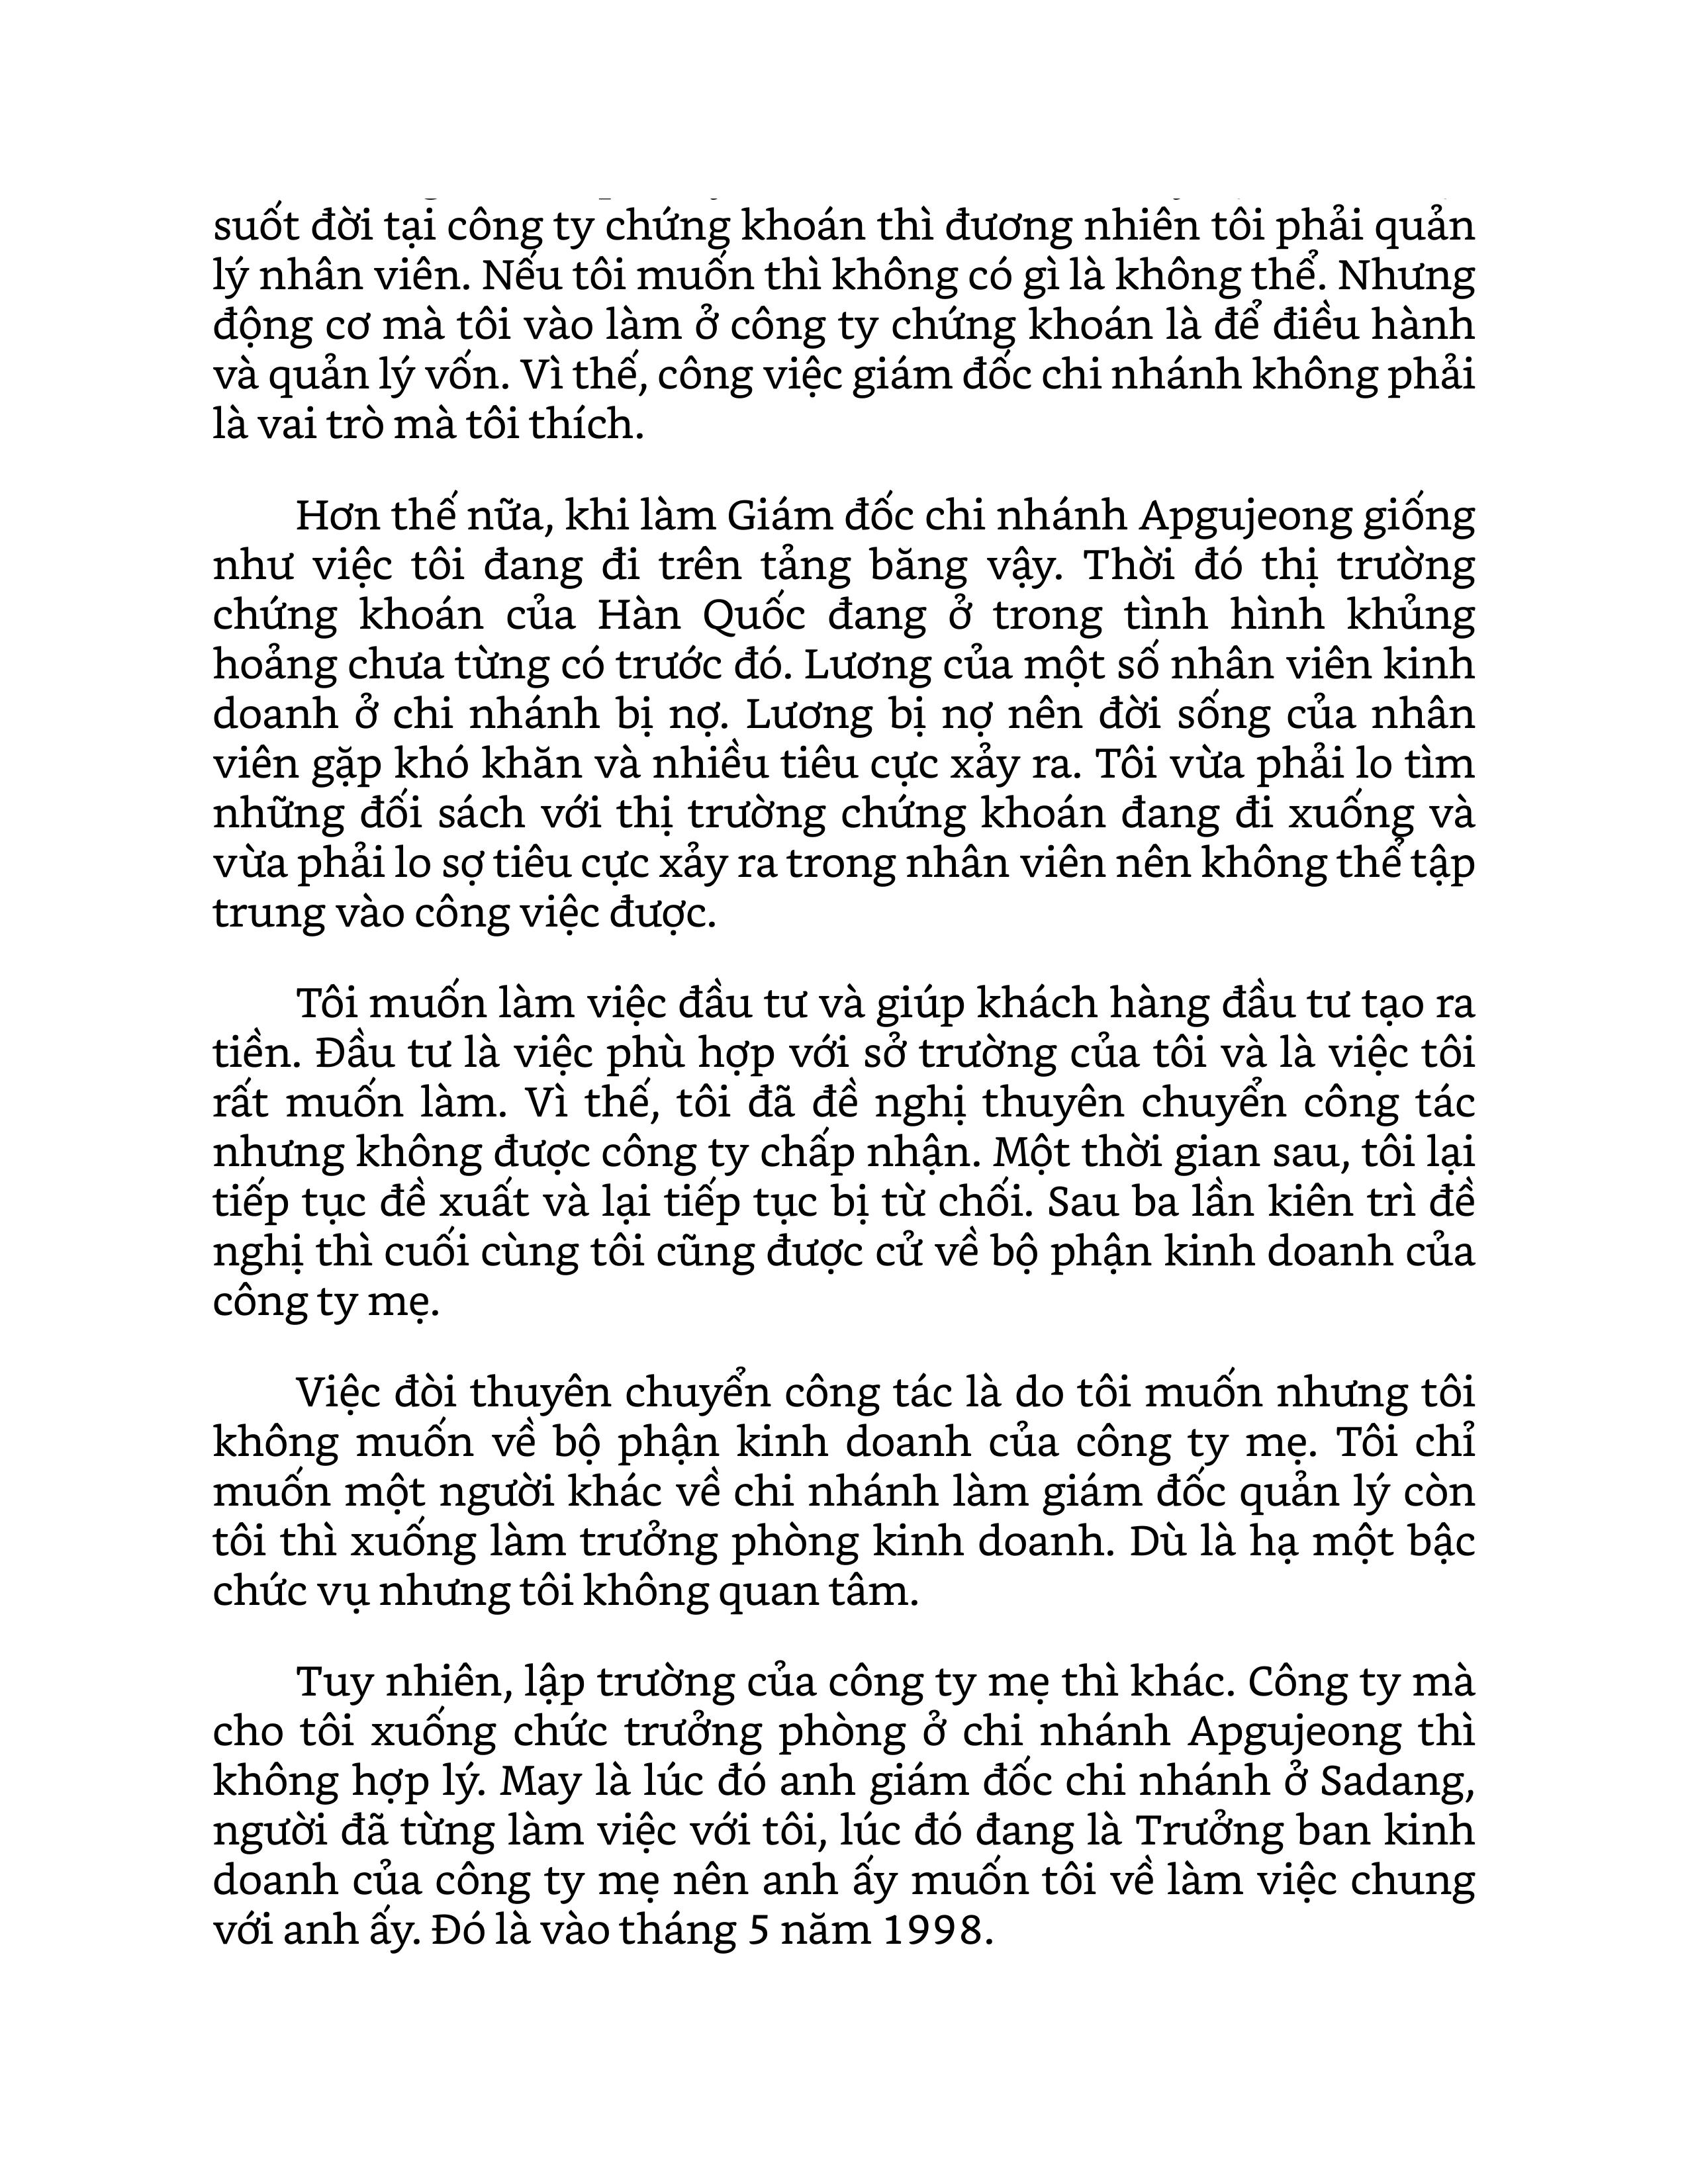 suốt đời tại công ty chứng khoán thì đương nhiên tôi phải quản
lý nhân viên. Nếu tôi muốn thì không có gì là không thể. Nhưng
động cơ mà tôi vào làm ở công ty chứng khoán là để điều hành
và quản lý vốn. Vì thế, công việc giám đốc chi nhánh không phải
là vai trò mà tôi thích.
Hơn thế nữa, khi làm Giám đốc chi nhánh Apgujeong giống
như việc tôi đang đi trên tảng băng vậy. Thời đó thị trường
chứng khoán của Hàn Quốc đang ở trong tình hình khủng
hoảng chưa từng có trước đó. Lương của một số nhân viên kinh
doanh ở chi nhánh bị nợ. Lương bị nợ nên đời sống của nhân
viên gặp khó khăn và nhiều tiêu cực xảy ra. Tôi vừa phải lo tìm
những đối sách với thị trường chứng khoán đang đi xuống và
vừa phải lo sợ tiêu cực xảy ra trong nhân viên nên không thể tập
trung vào công việc được.
Tôi muốn làm việc đầu tư và giúp khách hàng đầu tư tạo ra
tiền. Đầu tư là việc phù hợp với sở trường của tôi và là việc tôi
rất muốn làm. Vì thế, tôi đã đề nghị thuyên chuyển công tác
nhưng không được công ty chấp nhận. Một thời gian sau, tôi lại
tiếp tục đề xuất và lại tiếp tục bị từ chối. Sau ba lần kiên trì đề
nghị thì cuối cùng tôi cũng được cử về bộ phận kinh doanh của
công ty mẹ.
Việc đòi thuyên chuyển công tác là do tôi muốn nhưng tôi
không muốn về bộ phận kinh doanh của công ty mẹ. Tôi chỉ
muốn một người khác về chi nhánh làm giám đốc quản lý còn
tôi thì xuống làm trưởng phòng kinh doanh. Dù là hạ một bậc
chức vụ nhưng tôi không quan tâm.
Tuy nhiên, lập trường của công ty mẹ thì khác. Công ty mà
cho tôi xuống chức trưởng phòng ở chi nhánh Apgujeong thì
không hợp lý. May là lúc đó anh giám đốc chi nhánh ở Sadang,
người đã từng làm việc với tôi, lúc đó đang là Trưởng ban kinh
doanh của công ty mẹ nên anh ấy muốn tôi về làm việc chung
với anh ấy. Đó là vào tháng 5 năm 1998.